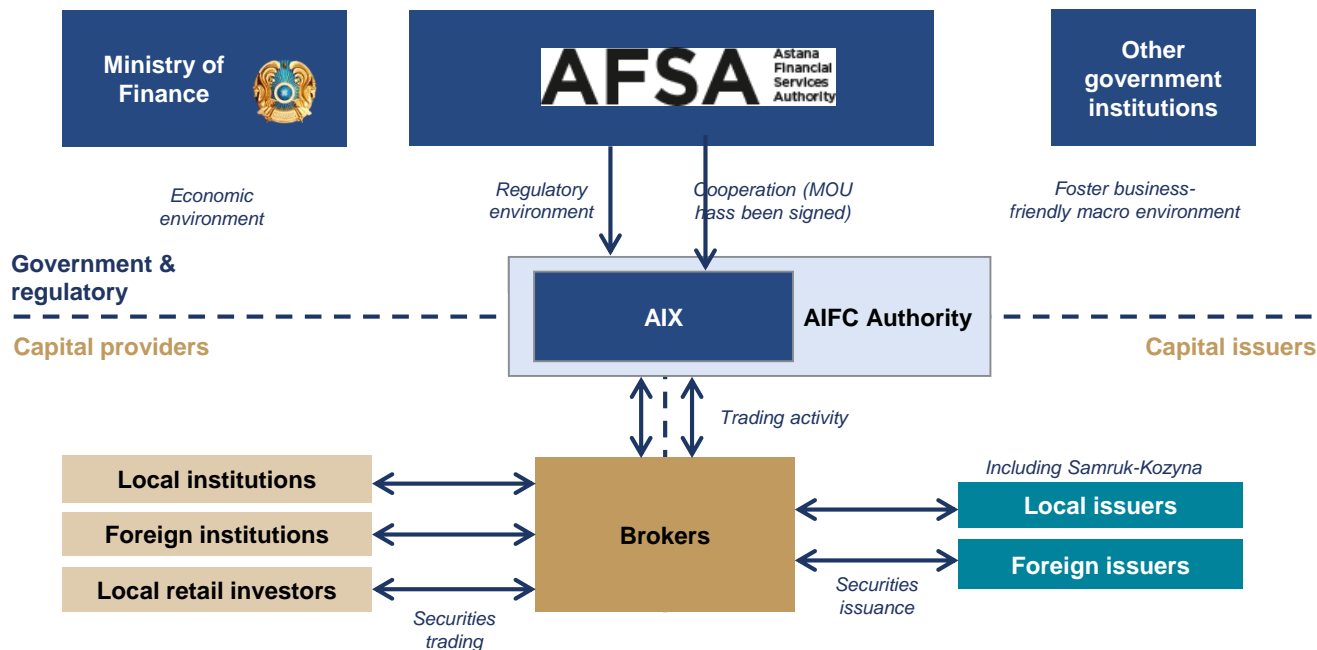 Ministry of
Finance
AFSA
Astana
Financial
Services
Authority
Other
government
institutions
Economic
environment
Regulatory
environment
Cooperation (MOU
hass been signed)
Foster business-
friendly macro environment
Government &
regulatory
AIX
AIFC Authority
Capital providers
Capital issuers
Trading activity
Local institutions
Foreign institutions
Local retail investors
Brokers
Including Samruk-Kozyna
Local issuers
Foreign issuers
Securities
trading
Securities
issuance